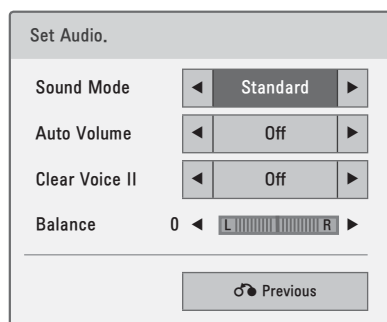 Set Audio.
Sound Mode ◀ Standard ▶
Auto Volume ◀ Off ▶
Clear Voice II ◀ Off ▶
Balance 0 ◀ L R ▶
Previous